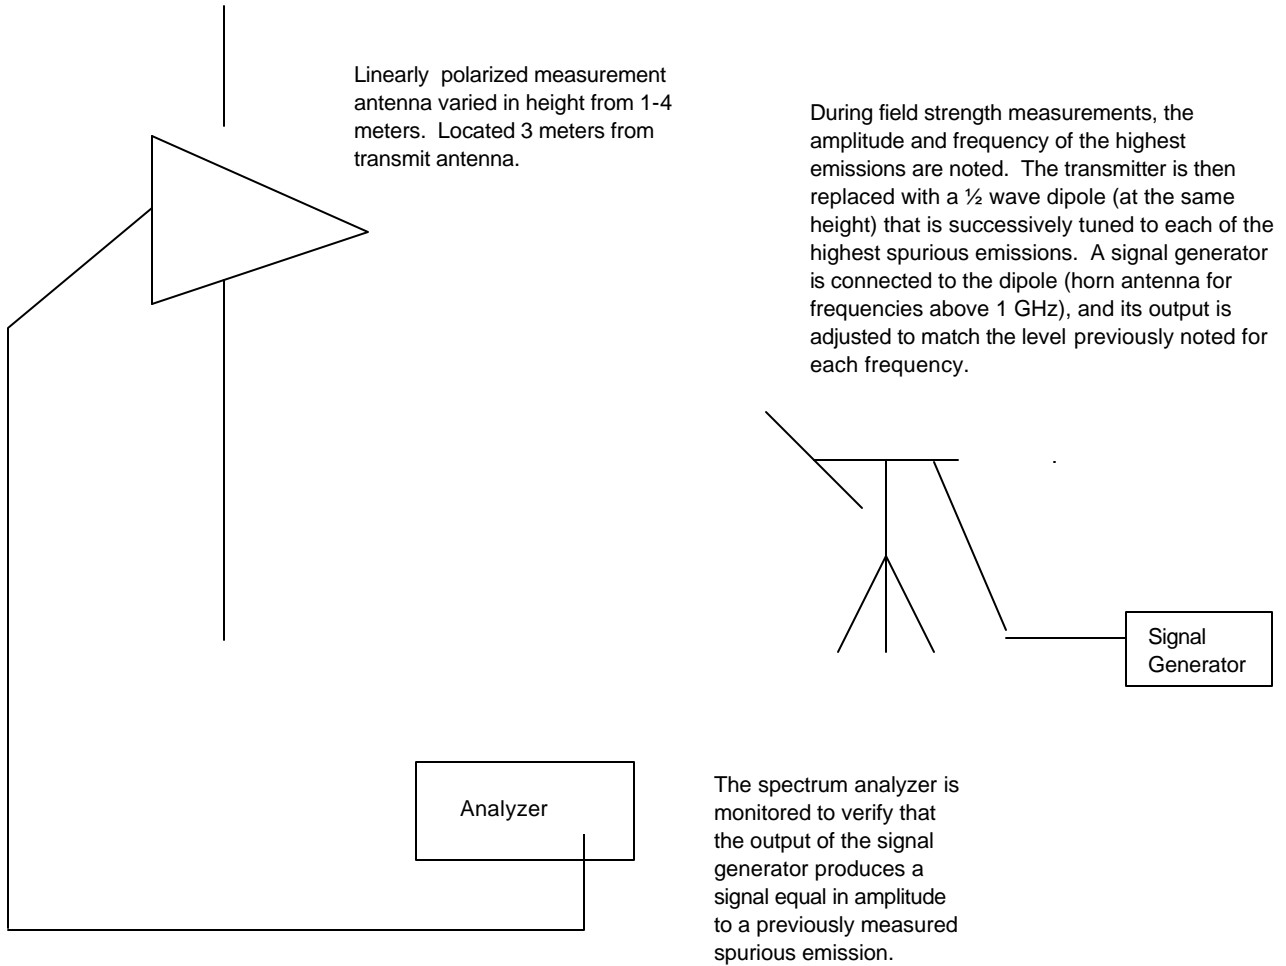 Linearly  polarized measurement
antenna varied in height from 1-4
meters.  Located 3 meters from
transmit antenna.
During field strength measurements, the
amplitude and frequency of the highest
emissions are noted.  The transmitter is then
replaced with a ½ wave dipole (at the same
height) that is successively tuned to each of the
highest spurious emissions.  A signal generator
is connected to the dipole (horn antenna for
frequencies above 1 GHz), and its output is
adjusted to match the level previously noted for
each frequency.
.
Signal
Generator
Analyzer
The spectrum analyzer is
monitored to verify that
the output of the signal
generator produces a
signal equal in amplitude
to a previously measured
spurious emission.